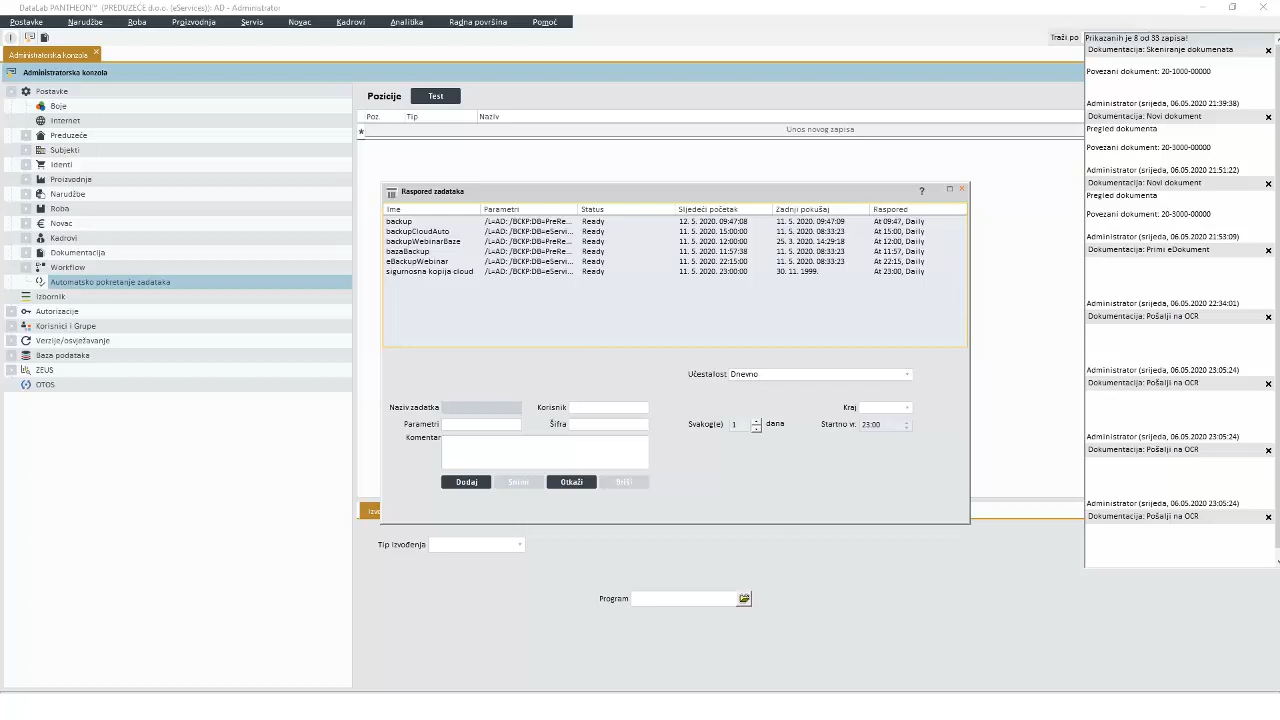 DataLab PANTHEON™ (PREDUZEĆE d.o.o. (eServices)): AD - Administrator
Postavke Narudžbe Roba Proizvodnja Servis Novac Kadrovi Analitika Radna površina Pomoć
Traži po
Administratorska konzola
Administratorska konzola
Postavke
Boje
Internet
Preduzeće
Subjekti
Identi
Proizvodnja
Narudžbe
Roba
Novac
Kadrovi
Dokumentacija
Workflow
Automatsko pokretanje zadataka
Izbornik
Autorizacije
Korisnici i Grupe
Verzije/osvježavanje
Baza podataka
ZEUS
OTOS
Pozicije Test
Poz. Tip Naziv
Unos novog zapisa
Raspored zadataka
Ime Parametri Status Sljedeći početak Zadnji pokušaj Raspored
backup /L=AD: /BCKP:DB=PreRe... Ready 12. 5. 2020. 09:47:08 11. 5. 2020. 09:47:09 At 09:47, Daily
backupCloudAuto /L=AD: /BCKP:DB=eServi... Ready 11. 5. 2020. 15:00:00 11. 5. 2020. 08:33:23 At 15:00, Daily
backupWebinarBaze /L=AD: /BCKP:DB=PreRe... Ready 11. 5. 2020. 12:00:00 25. 3. 2020. 14:29:18 At 12:00, Daily
bazaBackup /L=AD: /BCKP:DB=PreRe... Ready 11. 5. 2020. 11:57:38 11. 5. 2020. 08:33:23 At 11:57, Daily
eBackupWebinar /L=AD: /BCKP:DB=eServi... Ready 11. 5. 2020. 22:15:00 11. 5. 2020. 08:33:23 At 22:15, Daily
sigurnosna kopija cloud /L=AD: /BCKP:DB=eServi... Ready 11. 5. 2020. 23:00:00 30. 11. 1999. At 23:00, Daily
Učestalost Dnevno
Naziv zadatka Korisnik Kraj
Parametri Šifra Svakog(e) 1 dana Startno vr. 23:00
Komentar
Dodaj Snimi Otkaži Briši
Izvo
Tip Izvođenja
Program
Prikazanih je 8 od 33 zapisa!
Dokumentacija: Skeniranje dokumenata
Povezani dokument: 20-1000-00000
Administrator (srijeda, 06.05.2020 21:39:38)
Dokumentacija: Novi dokument
Pregled dokumenta
Povezani dokument: 20-3000-00000
Administrator (srijeda, 06.05.2020 21:51:22)
Dokumentacija: Novi dokument
Pregled dokumenta
Povezani dokument: 20-3000-00000
Administrator (srijeda, 06.05.2020 21:53:09)
Dokumentacija: Primi eDokument
Administrator (srijeda, 06.05.2020 22:34:01)
Dokumentacija: Pošalji na OCR
Administrator (srijeda, 06.05.2020 23:05:24)
Dokumentacija: Pošalji na OCR
Administrator (srijeda, 06.05.2020 23:05:24)
Dokumentacija: Pošalji na OCR
Administrator (srijeda, 06.05.2020 23:05:24)
Dokumentacija: Pošalji na OCR